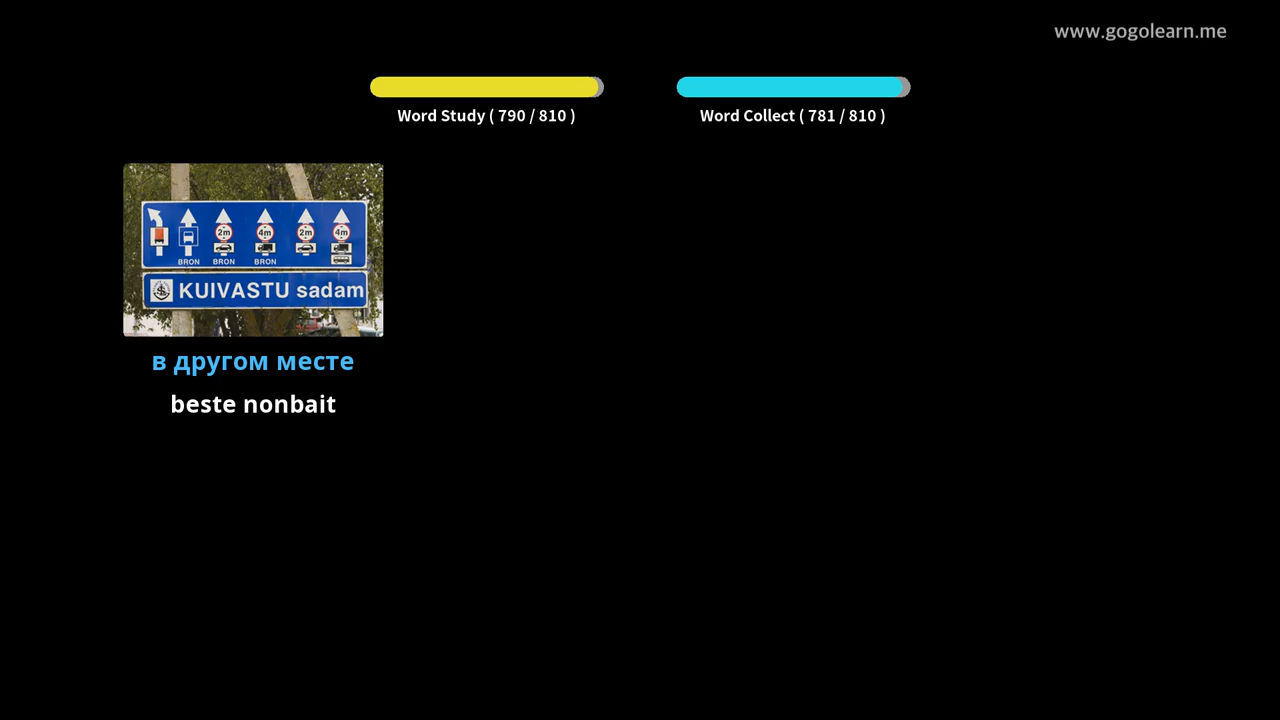 www.gogolearn.me
Word Study ( 790 / 810 )
Word Collect ( 781 / 810 )
2m
4m
2m
4m
BRON
BRON
BRON
KUIVASTU sadam
в другом месте
beste nonbait